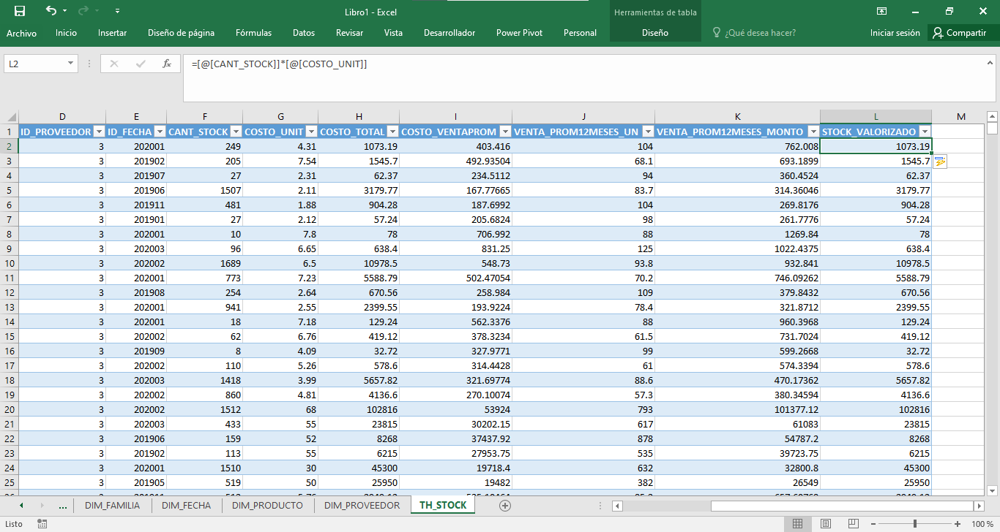 Libro1 - Excel
Herramientas de tabla
Archivo Inicio Insertar Diseño de página Fórmulas Datos Revisar Vista Desarrollador Power Pivot Personal Diseño ¿Qué desea hacer? Iniciar sesión Compartir
L2 fx =[@[CANT_STOCK]]*[@[COSTO_UNIT]]
D E F G H I J K L M
1 ID_PROVEEDOR ID_FECHA CANT_STOCK COSTO_UNIT COSTO_TOTAL COSTO_VENTAPROM VENTA_PROM12MESES_UN VENTA_PROM12MESES_MONTO STOCK_VALORIZADO
2 3 202001 249 4.31 1073.19 403.416 104 762.008 1073.19
3 3 201902 205 7.54 1545.7 492.93504 68.1 693.1899 1545.7
4 3 201907 27 2.31 62.37 234.5112 94 360.4524 62.37
5 3 201906 1507 2.11 3179.77 167.77665 83.7 314.36046 3179.77
6 3 201911 481 1.88 904.28 187.6992 104 269.8176 904.28
7 3 201901 27 2.12 57.24 205.6824 98 261.7776 57.24
8 3 202001 10 7.8 78 706.992 88 1269.84 78
9 3 202003 96 6.65 638.4 831.25 125 1022.4375 638.4
10 3 202002 1689 6.5 10978.5 548.73 93.8 932.841 10978.5
11 3 202001 773 7.23 5588.79 502.47054 70.2 746.09262 5588.79
12 3 201908 254 2.64 670.56 258.984 109 379.8432 670.56
13 3 202001 941 2.55 2399.55 193.9224 78.4 321.8712 2399.55
14 3 202001 18 7.18 129.24 562.3376 88 960.3968 129.24
15 3 202002 62 6.76 419.12 378.3234 61.5 731.7024 419.12
16 3 201909 8 4.09 32.72 327.9771 99 599.2668 32.72
17 3 202002 110 5.26 578.6 314.4428 61 574.3394 578.6
18 3 202003 1418 3.99 5657.82 321.69774 88.6 470.17362 5657.82
19 3 202002 860 4.81 4136.6 270.10074 57.3 380.34594 4136.6
20 3 202002 1512 68 102816 53924 793 101377.12 102816
21 3 202003 433 55 23815 30202.15 617 61083 23815
22 3 201906 159 52 8268 37437.92 878 54787.2 8268
23 3 201902 113 55 6215 27953.75 535 39723.75 6215
24 3 202001 1510 30 45300 19718.4 632 32800.8 45300
25 3 201905 519 50 25950 19482 382 26549 25950
... DIM_FAMILIA DIM_FECHA DIM_PRODUCTO DIM_PROVEEDOR TH_STOCK
Listo 100 %